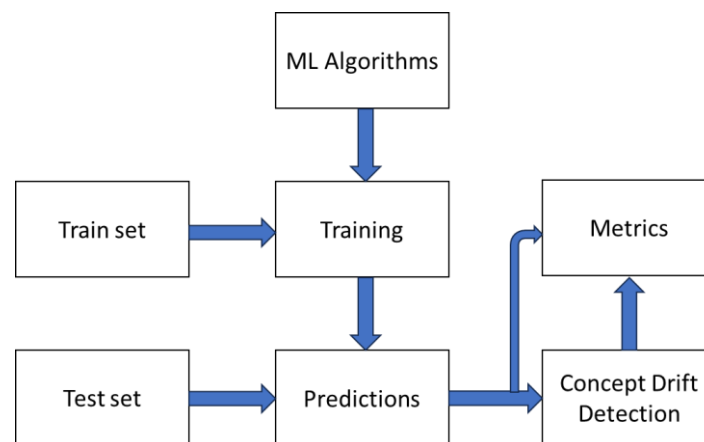 ML Algorithms
Train set
Training
Metrics
Test set
Predictions
Concept Drift
Detection